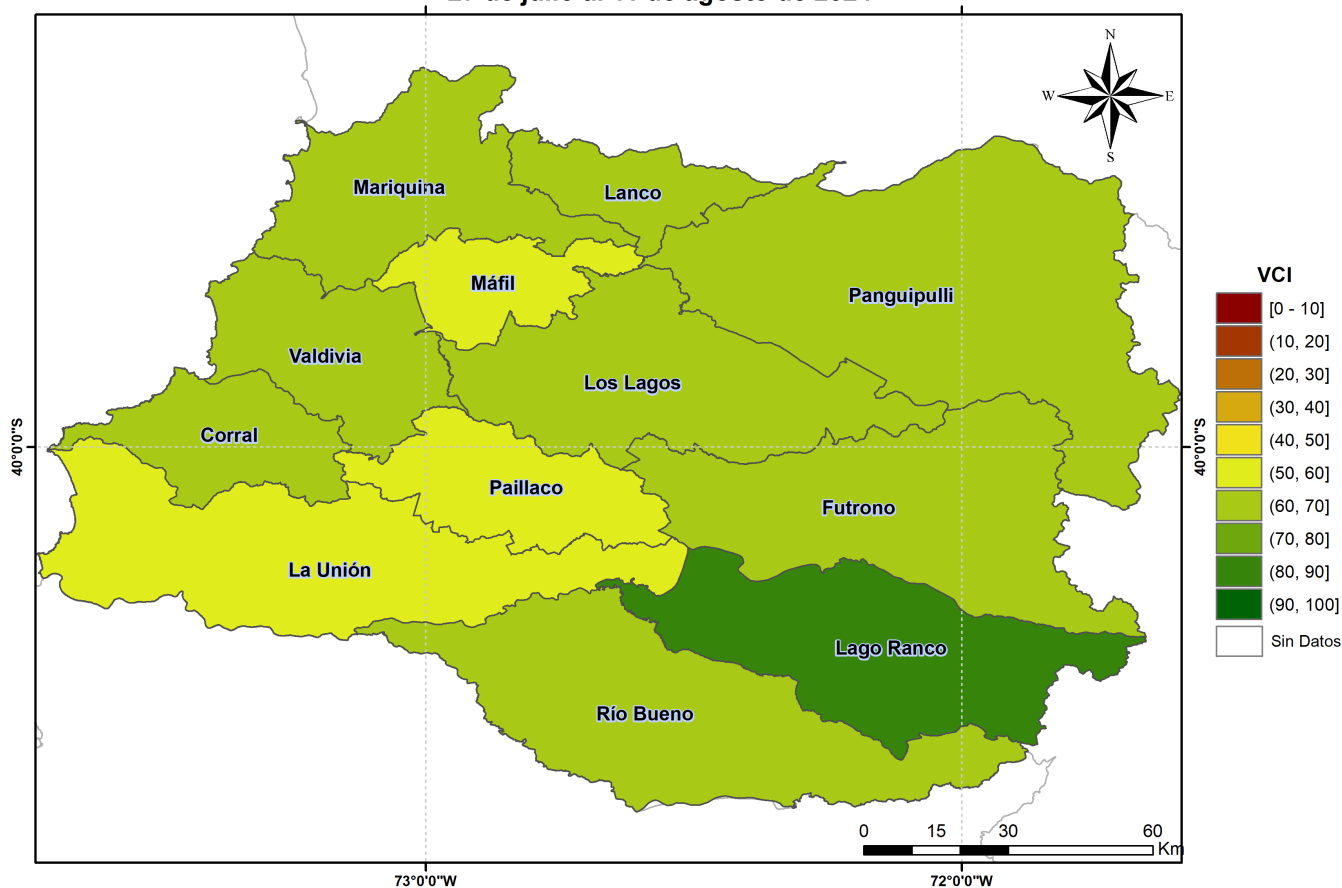 N
W E
S
Mariquina
Lanco
Máfil
Panguipulli
Valdivia
Los Lagos
Corral
40°0'0"S
40°0'0"S
Paillaco
Futrono
La Unión
Lago Ranco
Río Bueno
VCI
[0 - 10]
(10, 20]
(20, 30]
(30, 40]
(40, 50]
(50, 60]
(60, 70]
(70, 80]
(80, 90]
(90, 100]
Sin Datos
0 15 30 60
Km
73°0'0"W 72°0'0"W